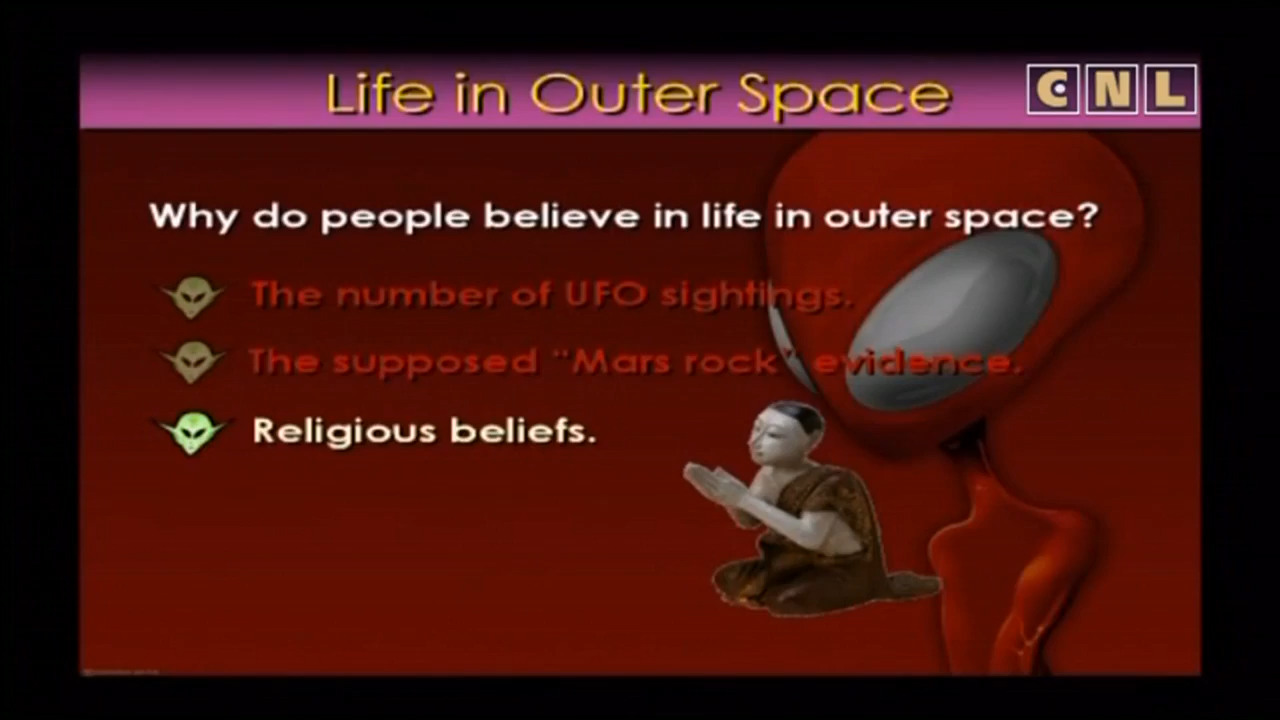 Life in Outer Space
CNL
Why do people believe in life in outer space?
The number of UFO sightings.
The supposed "Mars rock" evidence.
Religious beliefs.